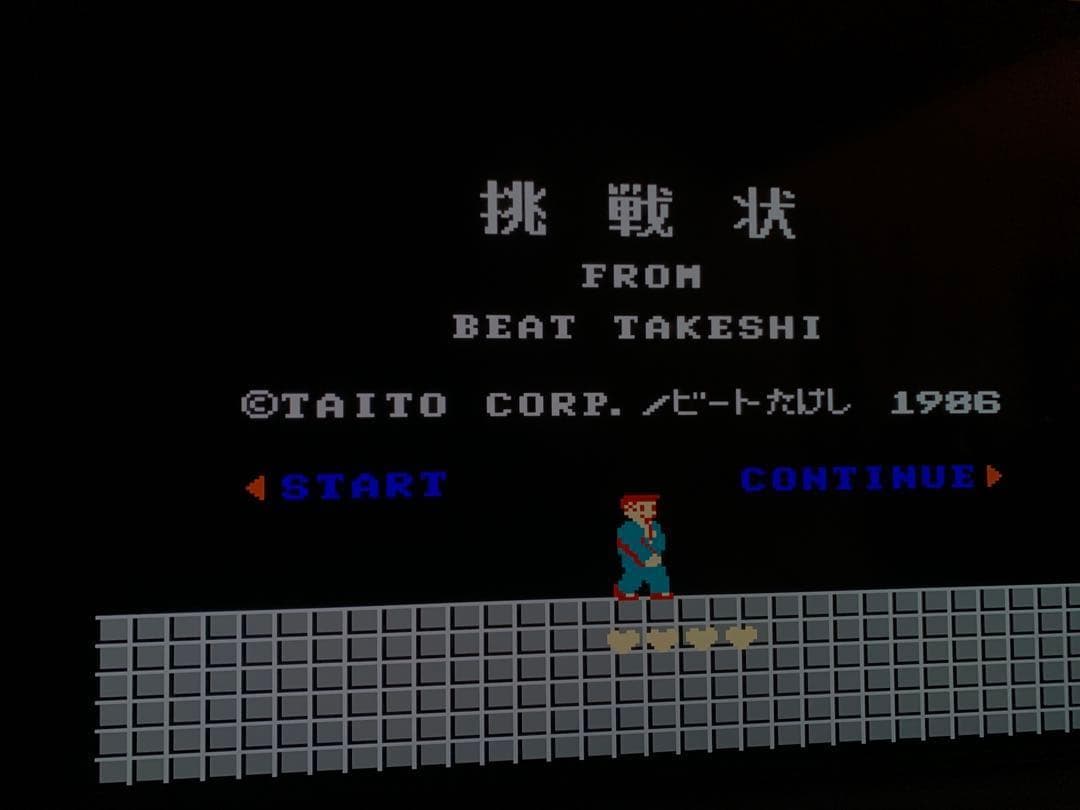 挑戦状
FROM
BEAT TAKESHI
©TAITO CORP./ビートたけし 1986
START CONTINUE